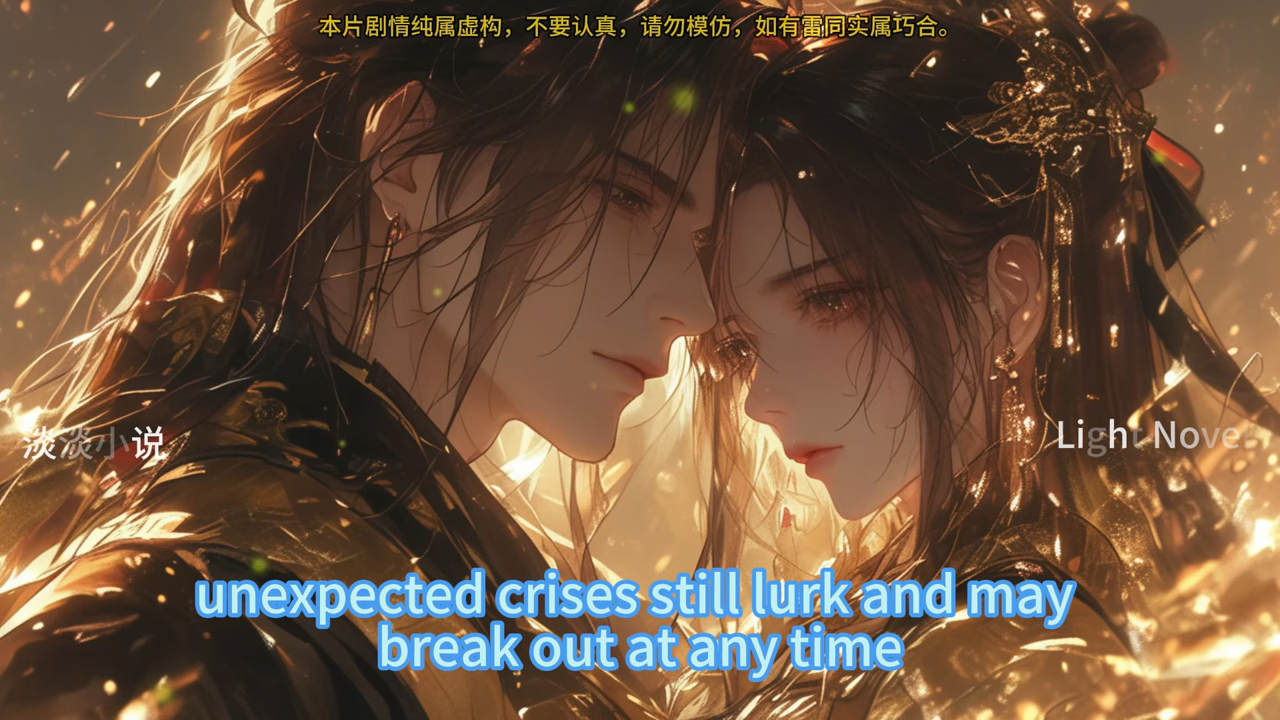 本片剧情纯属虚构，不要认真，请勿模仿，如有雷同实属巧合。
淡淡小说
Light Nove
unexpected crises still lurk and may
break out at any time